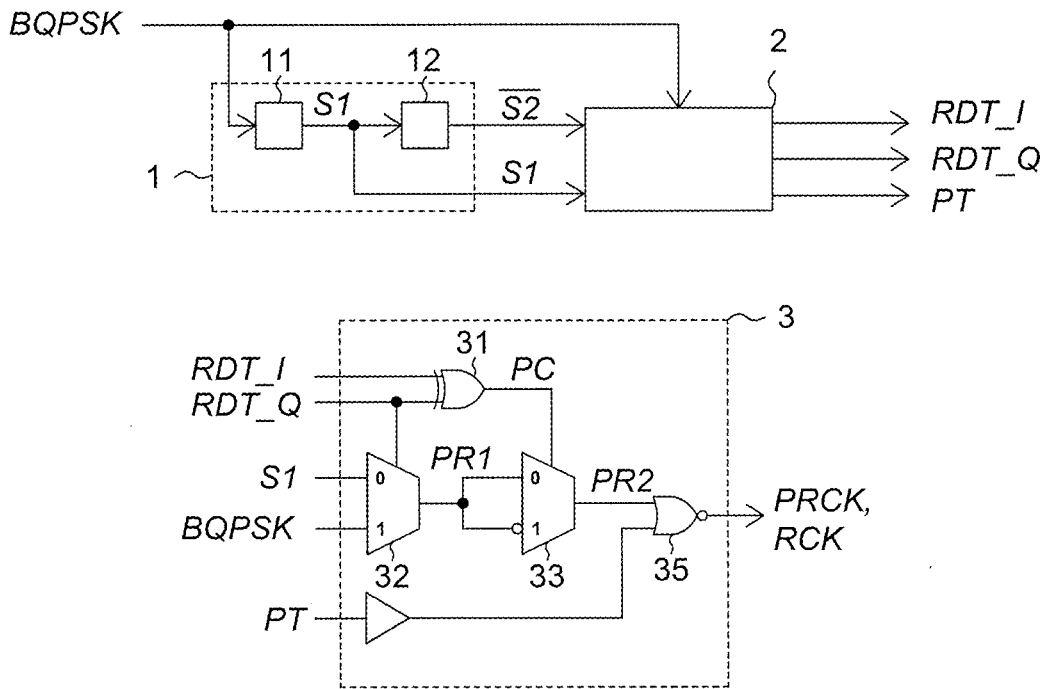 BQPSK
11
12
2
S1
S2
RDT_I
RDT_Q
1
S1
PT
3
31
RDT_I
PC
RDT_Q
PR1
S1
0
0
PR2
PRCK,
BQPSK
1
1
RCK
32
33
35
PT